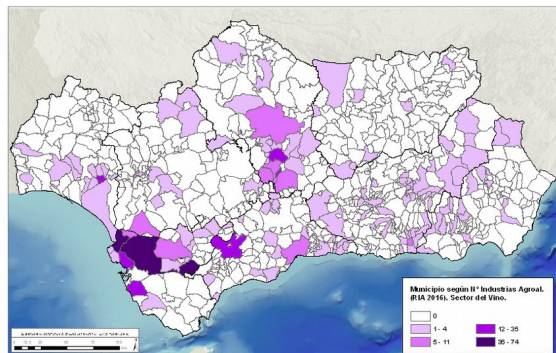 Municipio según Nº Industrias Agroal.
(RIA 2016). Sector del Vino.
0
1 - 4
5 - 11
12 - 35
36 - 74